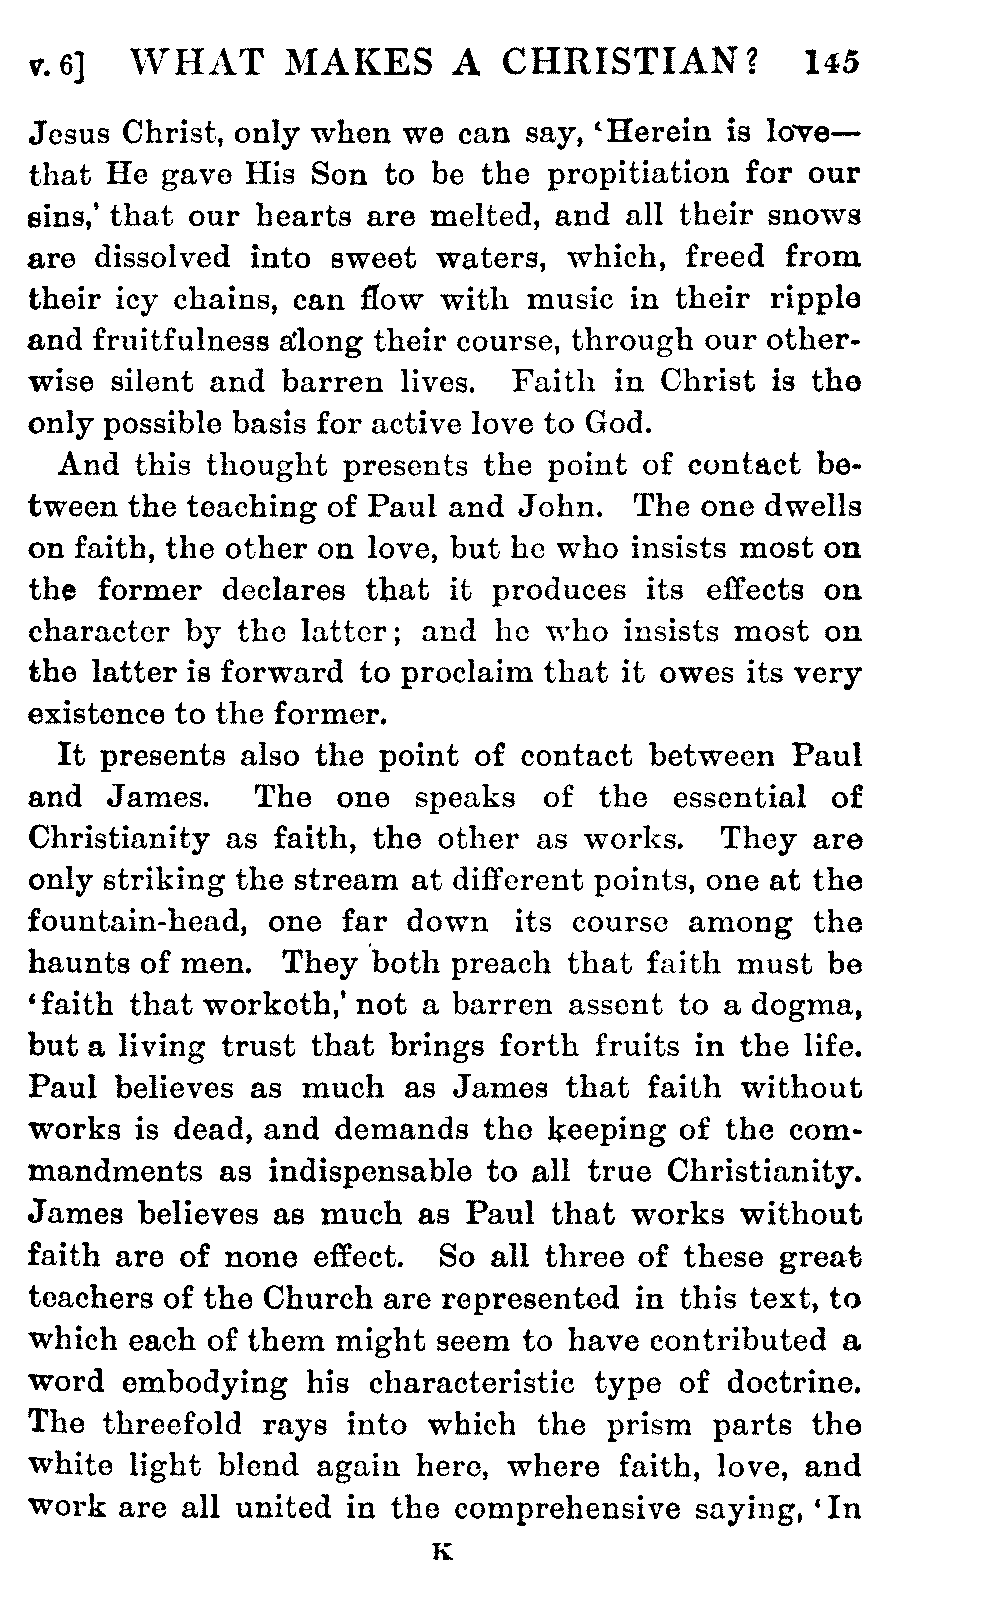 v. 6] WHAT MAKES A CHRISTIAN? 145
Jesus Christ, only when we can say, ‘Herein is love—
that He gave His Son to be the propitiation for our
sins,’ that our hearts are melted, and all their snows
are dissolved into sweet waters, which, freed from
their icy chains, can flow with music in their ripple
and fruitfulness along their course, through our other-
wise silent and barren lives. Faith in Christ is the
only possible basis for active love to God.
And this thought presents the point of contact be-
tween the teaching of Paul and John. The one dwells
on faith, the other on love, but he who insists most on
the former declares that it produces its effects on
character by the latter; and he who insists most on
the latter is forward to proclaim that it owes its very
existence to the former.
It presents also the point of contact between Paul
and James. The one speaks of the essential of
Christianity as faith, the other as works. They are
only striking the stream at different points, one at the
fountain-head, one far down its course among the
haunts of men. They both preach that faith must be
‘faith that worketh,’ not a barren assent to a dogma,
but a living trust that brings forth fruits in the life.
Paul believes as much as James that faith without
works is dead, and demands the keeping of the com-
mandments as indispensable to all true Christianity.
James believes as much as Paul that works without
faith are of none effect. So all three of these great
teachers of the Church are represented in this text, to
which each of them might seem to have contributed a
word embodying his characteristic type of doctrine.
The threefold rays into which the prism parts the
white light blend again here, where faith, love, and
work are all united in the comprehensive saying, ‘In
K